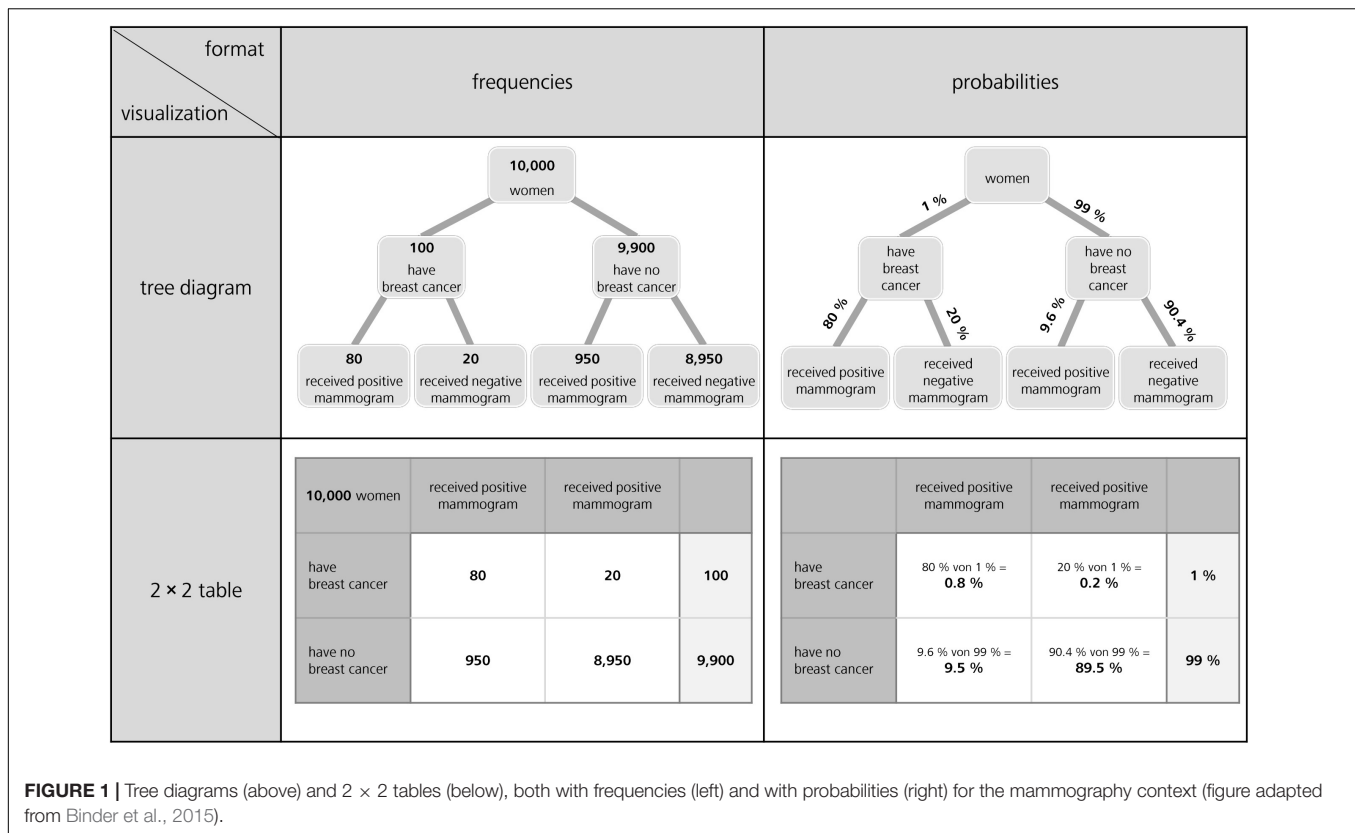 format
visualization
frequencies
probabilities
tree diagram
10,000
women
100
have
breast cancer
9,900
have no
breast cancer
80
received positive
mammogram
20
received negative
mammogram
950
received positive
mammogram
8,950
received negative
mammogram
women
1 %
99 %
have
breast
cancer
have no
breast
cancer
80 %
20 %
9.6 %
90.4 %
received positive
mammogram
received
negative
mammogram
received positive
mammogram
received
negative
mammogram
2 × 2 table
10,000 women
received positive
mammogram
received positive
mammogram
have
breast cancer
80
20
100
have no
breast cancer
950
8,950
9,900
received positive
mammogram
received positive
mammogram
have
breast cancer
80 % von 1 % =
0.8 %
20 % von 1 % =
0.2 %
1 %
have no
breast cancer
9.6 % von 99 % =
9.5 %
90.4 % von 99 % =
89.5 %
99 %
FIGURE 1 | Tree diagrams (above) and 2 × 2 tables (below), both with frequencies (left) and with probabilities (right) for the mammography context (figure adapted
from Binder et al., 2015).